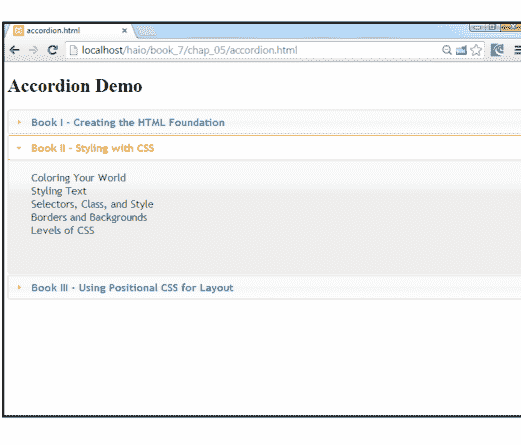 accordion.html
localhost/haio/book_7/chap_05/accordion.html
Accordion Demo
Book I - Creating the HTML Foundation
Book II - Styling with CSS
Coloring Your World
Styling Text
Selectors, Class, and Style
Borders and Backgrounds
Levels of CSS
Book III - Using Positional CSS for Layout